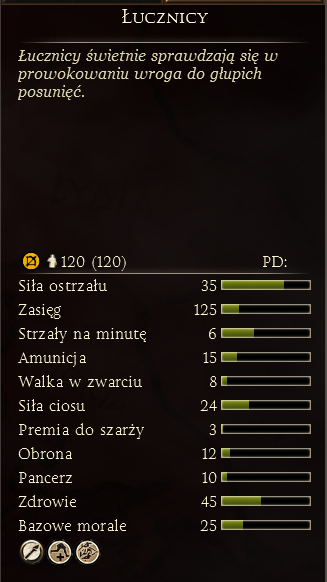 Łucznicy
Łucznicy świetnie sprawdzają się w
prowokowaniu wroga do głupich
posunięć.
120 (120) PD:
Siła ostrzału 35
Zasięg 125
Strzały na minutę 6
Amunicja 15
Walka w zwarciu 8
Siła ciosu 24
Premia do szarży 3
Obrona 12
Pancerz 10
Zdrowie 45
Bazowe morale 25